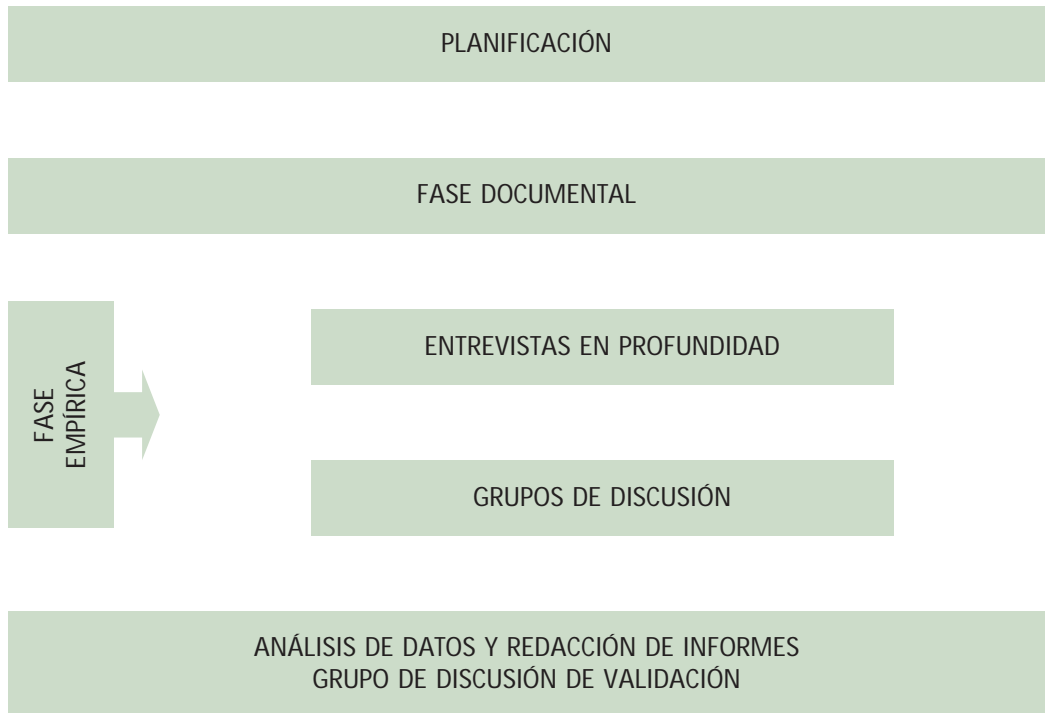 PLANIFICACIÓN
FASE DOCUMENTAL
FASE
EMPÍRICA
ENTREVISTAS EN PROFUNDIDAD
GRUPOS DE DISCUSIÓN
ANÁLISIS DE DATOS Y REDACCIÓN DE INFORMES
GRUPO DE DISCUSIÓN DE VALIDACIÓN